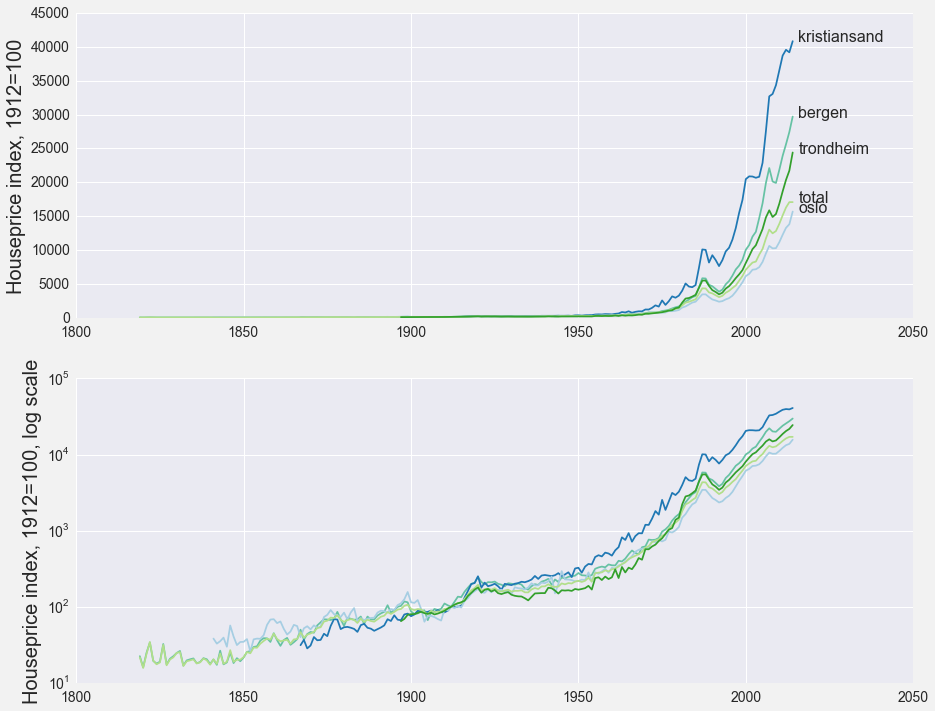 Houseprice index, 1912=100
45000
40000
35000
30000
25000
20000
15000
10000
5000
0
kristiansand
bergen
trondheim
total
oslo
1800 1850 1900 1950 2000 2050
Houseprice index, 1912=100, log scale
10^5
10^4
10^3
10^2
10^1
1800 1850 1900 1950 2000 2050